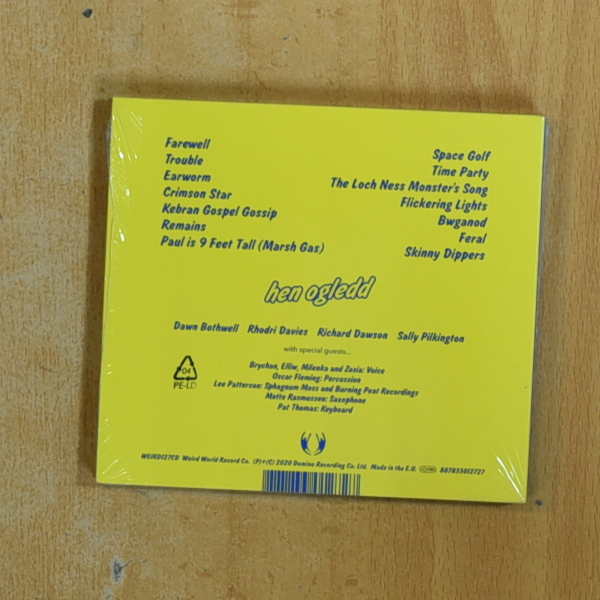 Farewell
Trouble
Earworm
Crimson Star
Kebran Gospel Gossip
Remains
Paul is 9 Feet Tall (Marsh Gas)
Space Golf
Time Party
The Loch Ness Monster's Song
Flickering Lights
Bwganod
Feral
Skinny Dippers
hen ogledd
Dawn Bothwell Rhodri Davies Richard Dawson Sally Pilkington
with special guests...
Brychan, Elliw, Milenka and Zosia: Voice
Oscar Fleming: Percussion
Lee Patterson: Sphagnum Moss and Burning Peat Recordings
Mette Rasmussen: Saxophone
Pat Thomas: Keyboard
04
PE-LD
WEIRD127CD Weird World Record Co. (P)+(C) 2020 Domino Recording Co. Ltd. Made in the E.U. 887833012727